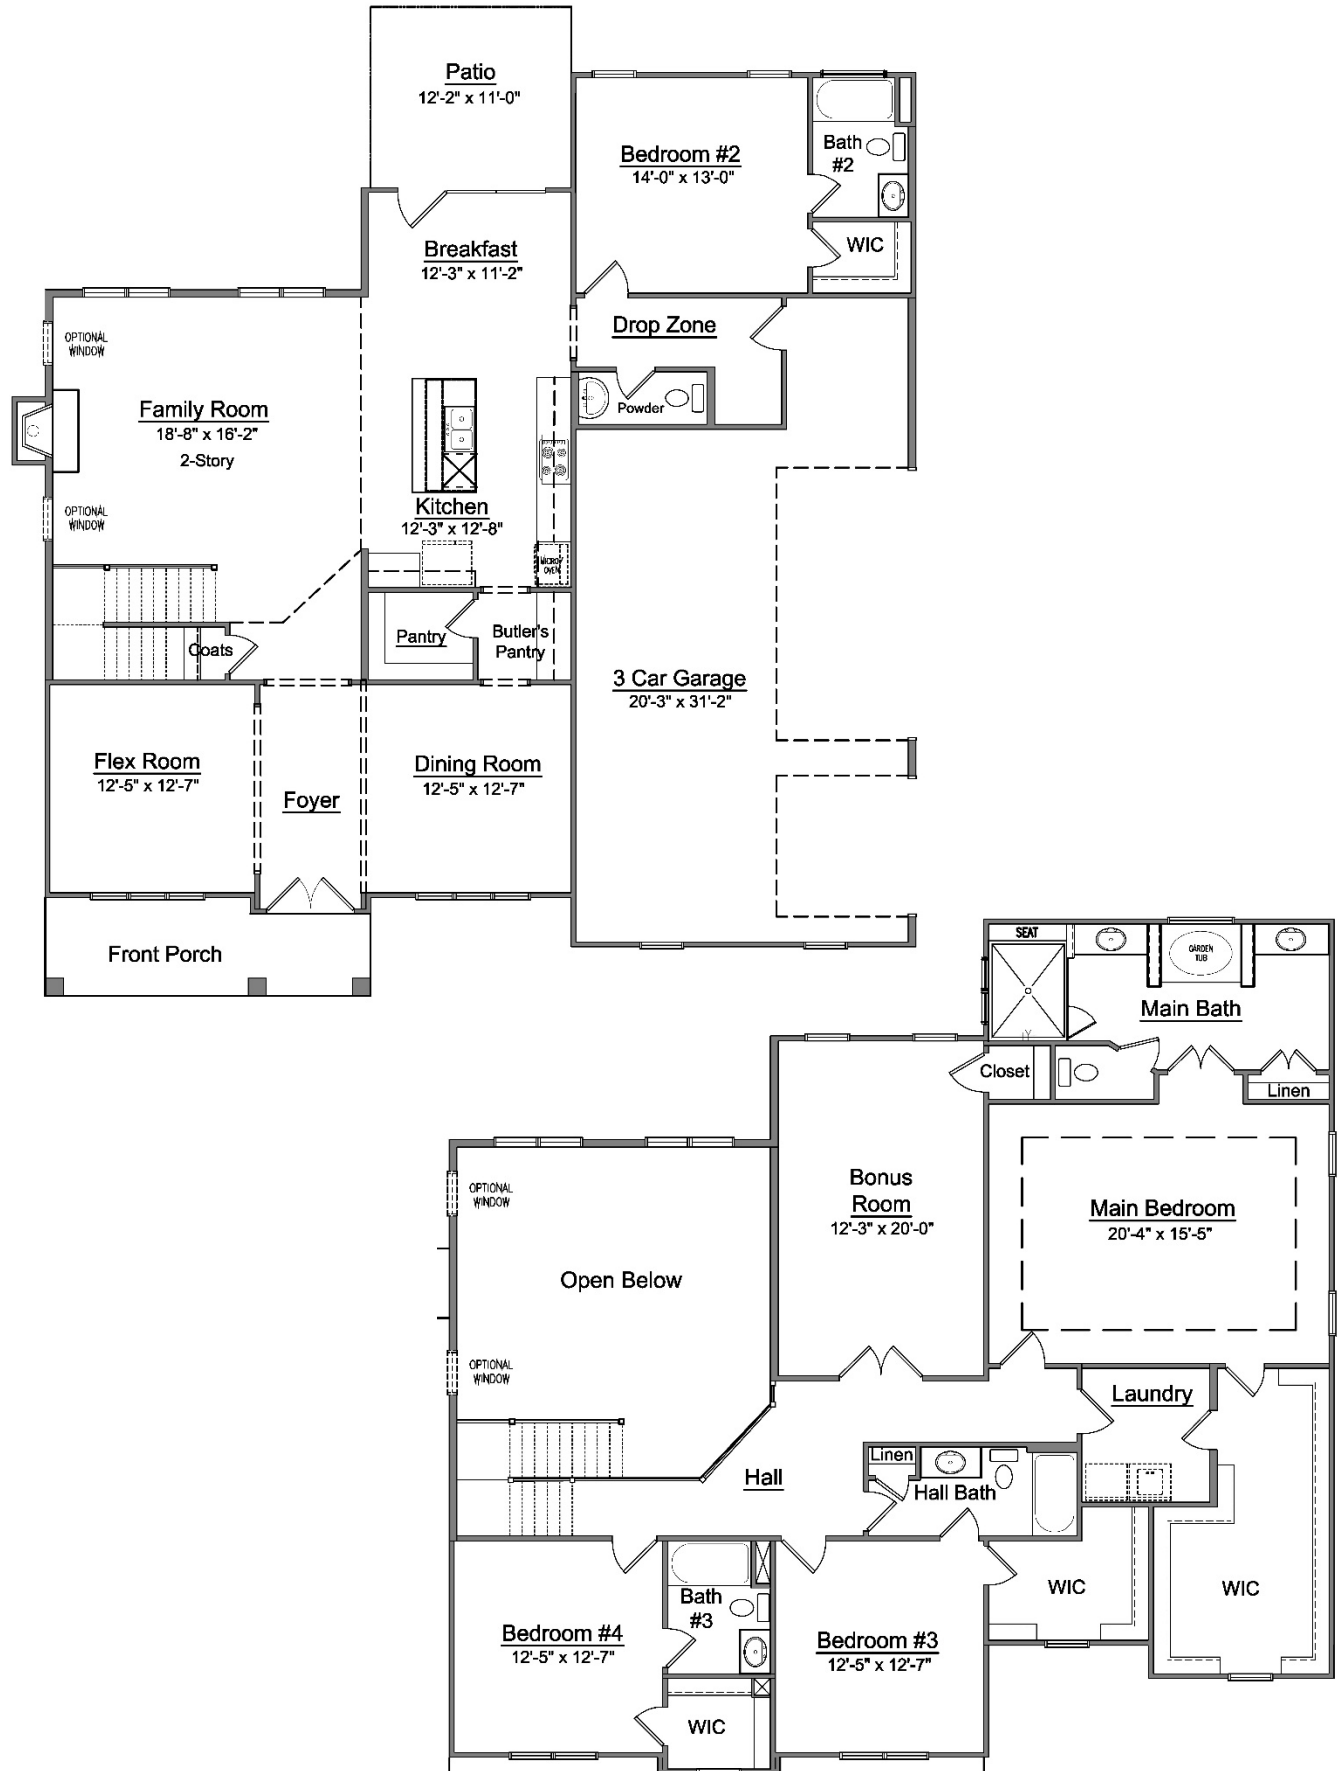 Patio
12'-2" x 11'-0"
Bedroom #2
14'-0" x 13'-0"
Bath
#2
WIC
Breakfast
12'-3" x 11'-2"
Drop Zone
OPTIONAL
WINDOW
Family Room
18'-8" x 16'-2"
2-Story
Powder
OPTIONAL
WINDOW
Kitchen
12'-3" x 12'-8"
MICRO/
OVEN
Coats
Pantry
Butler's
Pantry
3 Car Garage
20'-3" x 31'-2"
Flex Room
12'-5" x 12'-7"
Foyer
Dining Room
12'-5" x 12'-7"
Front Porch
SEAT
GARDEN
TUB
Main Bath
Closet
Linen
OPTIONAL
WINDOW
Bonus
Room
12'-3" x 20'-0"
Main Bedroom
20'-4" x 15'-5"
Open Below
OPTIONAL
WINDOW
Laundry
Linen
Hall
Hall Bath
WIC
WIC
Bath
#3
Bedroom #4
12'-5" x 12'-7"
Bedroom #3
12'-5" x 12'-7"
WIC